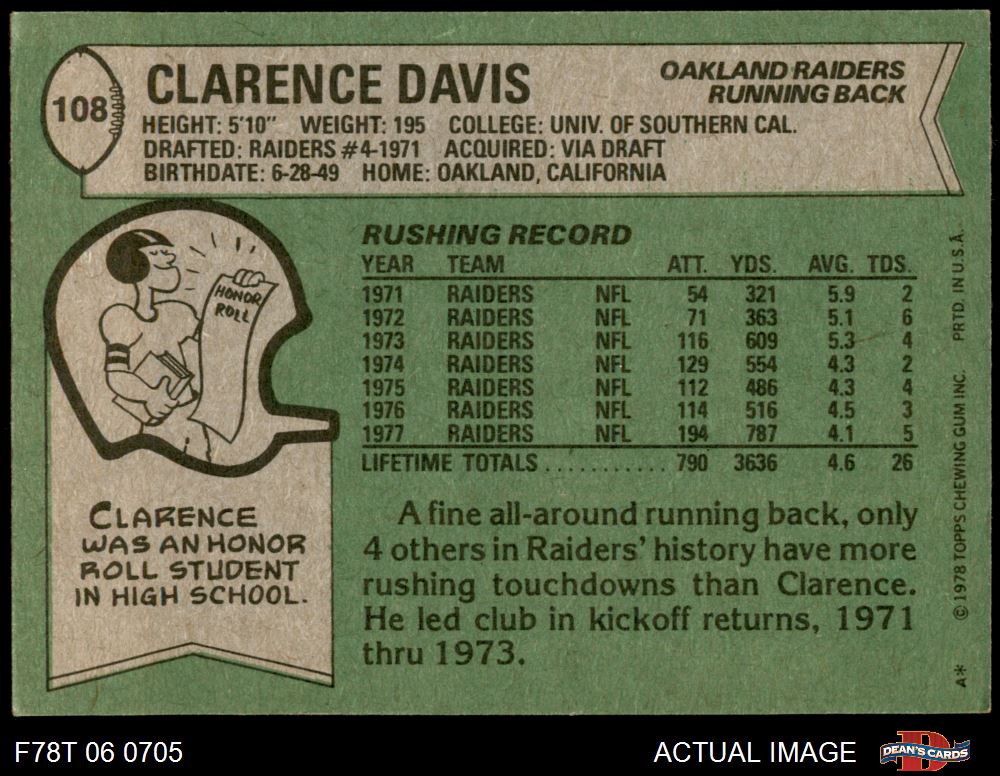 108
CLARENCE DAVIS
OAKLAND RAIDERS
RUNNING BACK
HEIGHT: 5'10" WEIGHT: 195 COLLEGE: UNIV. OF SOUTHERN CAL.
DRAFTED: RAIDERS #4-1971 ACQUIRED: VIA DRAFT
BIRTHDATE: 6-28-49 HOME: OAKLAND, CALIFORNIA
HONOR
ROLL
CLARENCE
WAS AN HONOR
ROLL STUDENT
IN HIGH SCHOOL.
RUSHING RECORD
YEAR TEAM ATT. YDS. AVG. TDS.
1971 RAIDERS NFL 54 321 5.9 2
1972 RAIDERS NFL 71 363 5.1 6
1973 RAIDERS NFL 116 609 5.3 4
1974 RAIDERS NFL 129 554 4.3 2
1975 RAIDERS NFL 112 486 4.3 4
1976 RAIDERS NFL 114 516 4.5 3
1977 RAIDERS NFL 194 787 4.1 5
LIFETIME TOTALS........... 790 3636 4.6 26
A fine all-around running back, only
4 others in Raiders' history have more
rushing touchdowns than Clarence.
He led club in kickoff returns, 1971
thru 1973.
A* © 1978 TOPPS CHEWING GUM INC. PRTD. IN U.S.A.
F78T 06 0705
ACTUAL IMAGE
D
DEAN'S CARDS